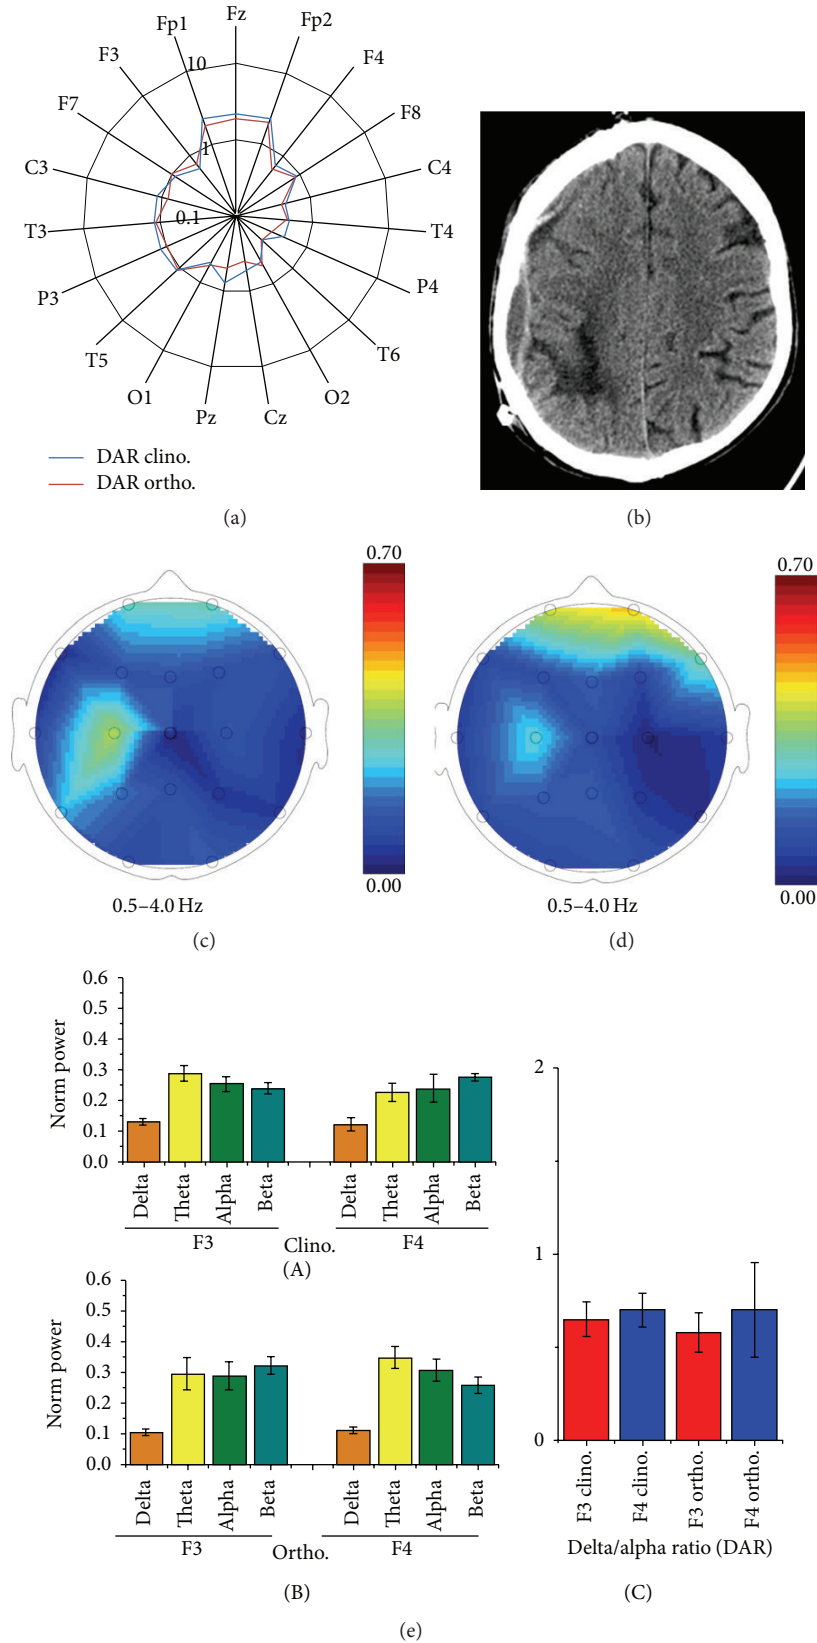 Fz
Fp1
Fp2
F3
F4
F7
F8
C3
C4
T3
T4
P3
P4
T5
T6
O1
O2
Pz
Cz
10
1
0.1
DAR clino.
DAR ortho.
(a)
(b)
0.70
0.00
0.5–4.0 Hz
(c)
0.70
0.00
0.5–4.0 Hz
(d)
Norm power
0.6
0.5
0.4
0.3
0.2
0.1
0.0
Delta
Theta
Alpha
Beta
Delta
Theta
Alpha
Beta
F3
Clino.
F4
(A)
Norm power
0.6
0.5
0.4
0.3
0.2
0.1
0.0
Delta
Theta
Alpha
Beta
Delta
Theta
Alpha
Beta
F3
Ortho.
F4
(B)
2
1
0
F3 clino.
F4 clino.
F3 ortho.
F4 ortho.
Delta/alpha ratio (DAR)
(C)
(e)